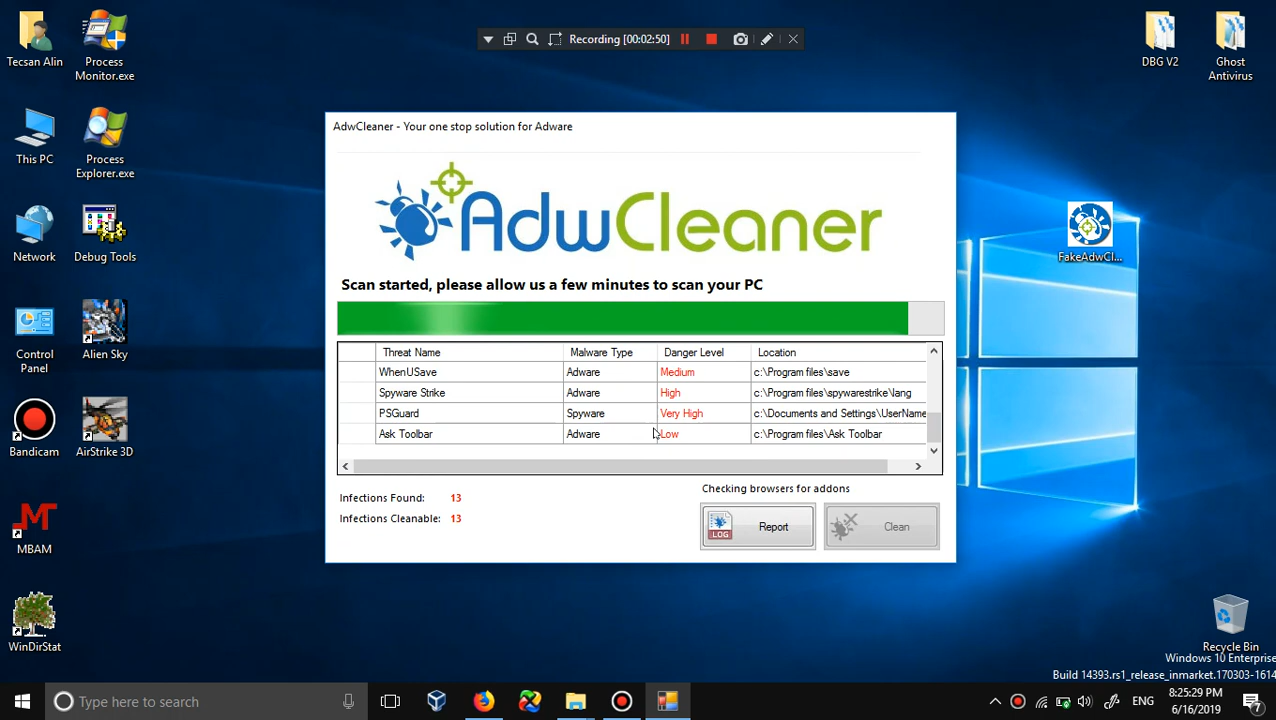 Recording [00:02:50]
Tecsan Alin
Process
Monitor.exe
DBG V2
Ghost
Antivirus
This PC
Process
Explorer.exe
Network
Debug Tools
Control
Panel
Alien Sky
Bandicam
AirStrike 3D
MBAM
WinDirStat
FakeAdwCl...
AdwCleaner - Your one stop solution for Adware
AdwCleaner
Scan started, please allow us a few minutes to scan your PC
Threat Name Malware Type Danger Level Location
WhenUSave Adware Medium c:\Program files\save
Spyware Strike Adware High c:\Program files\spywarestrike\lang
PSGuard Spyware Very High c:\Documents and Settings\UserName
Ask Toolbar Adware Low c:\Program files\Ask Toolbar
Infections Found: 13
Infections Cleanable: 13
Checking browsers for addons
LOG
Report
Clean
Recycle Bin
Windows 10 Enterprise
Build 14393.rs1_release_inmarket.170303-1614
Type here to search
ENG
8:25:29 PM
6/16/2019
7